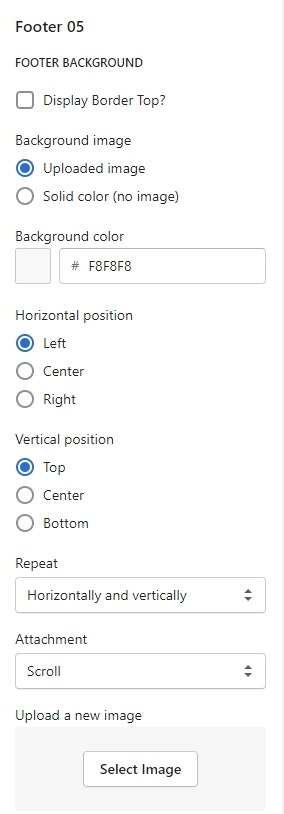 Footer 05
FOOTER BACKGROUND
Display Border Top?
Background image
Uploaded image
Solid color (no image)
Background color
# F8F8F8
Horizontal position
Left
Center
Right
Vertical position
Top
Center
Bottom
Repeat
Horizontally and vertically
Attachment
Scroll
Upload a new image
Select Image